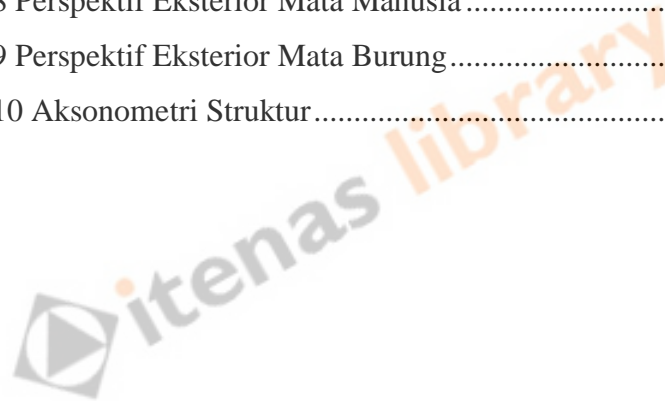 8 Perspektif Eksterior Mata Manusia.........................
9 Perspektif Eksterior Mata Burung...........................
10 Aksonometri Struktur...........................................
itenas library